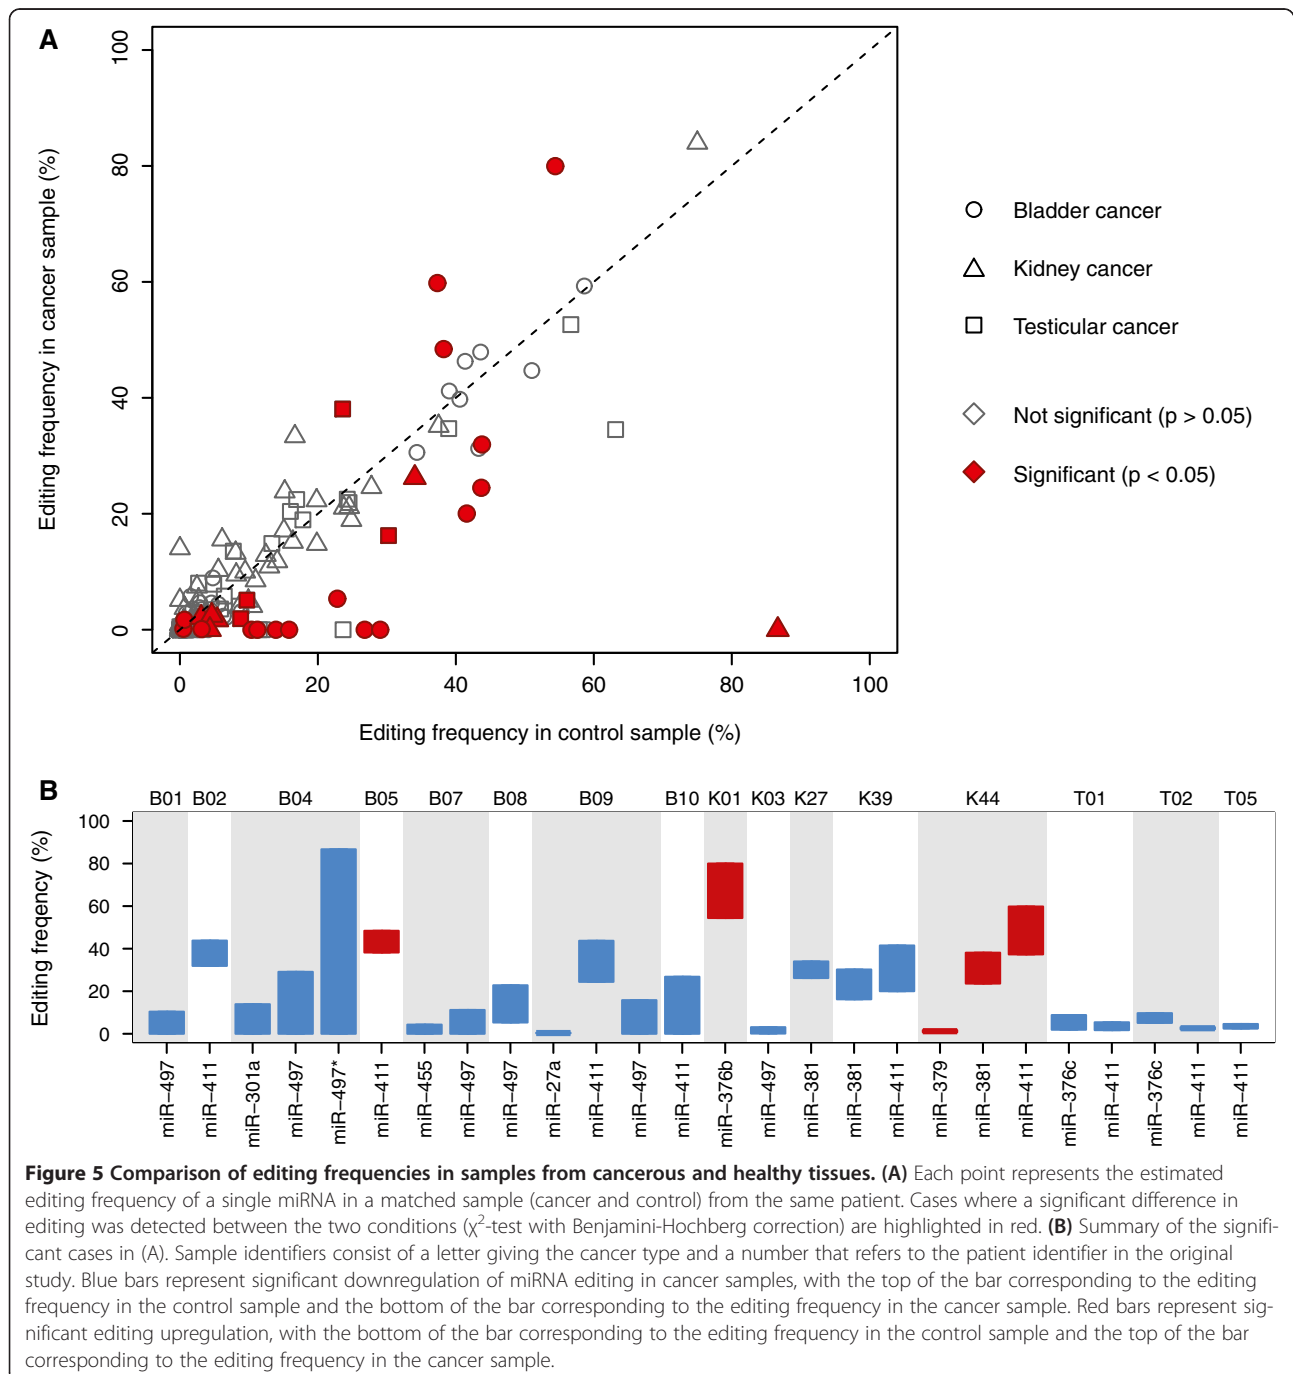 A
Editing frequency in cancer sample (%)
100
80
60
40
20
0
0 20 40 60 80 100
Editing frequency in control sample (%)
Bladder cancer
Kidney cancer
Testicular cancer
Not significant (p > 0.05)
Significant (p < 0.05)
B
B01 B02 B04 B05 B07 B08 B09 B10 K01 K03 K27 K39 K44 T01 T02 T05
Editing freqency (%)
100
80
60
40
20
0
miR−497
miR−411
miR−301a
miR−497
miR−497*
miR−411
miR−455
miR−497
miR−497
miR−27a
miR−411
miR−497
miR−411
miR−376b
miR−497
miR−381
miR−381
miR−411
miR−379
miR−381
miR−411
miR−376c
miR−411
miR−376c
miR−411
miR−411
Figure 5 Comparison of editing frequencies in samples from cancerous and healthy tissues. (A) Each point represents the estimated
editing frequency of a single miRNA in a matched sample (cancer and control) from the same patient. Cases where a significant difference in
editing was detected between the two conditions (χ²-test with Benjamini-Hochberg correction) are highlighted in red. (B) Summary of the signifi-
cant cases in (A). Sample identifiers consist of a letter giving the cancer type and a number that refers to the patient identifier in the original
study. Blue bars represent significant downregulation of miRNA editing in cancer samples, with the top of the bar corresponding to the editing
frequency in the control sample and the bottom of the bar corresponding to the editing frequency in the cancer sample. Red bars represent sig-
nificant editing upregulation, with the bottom of the bar corresponding to the editing frequency in the control sample and the top of the bar
corresponding to the editing frequency in the cancer sample.